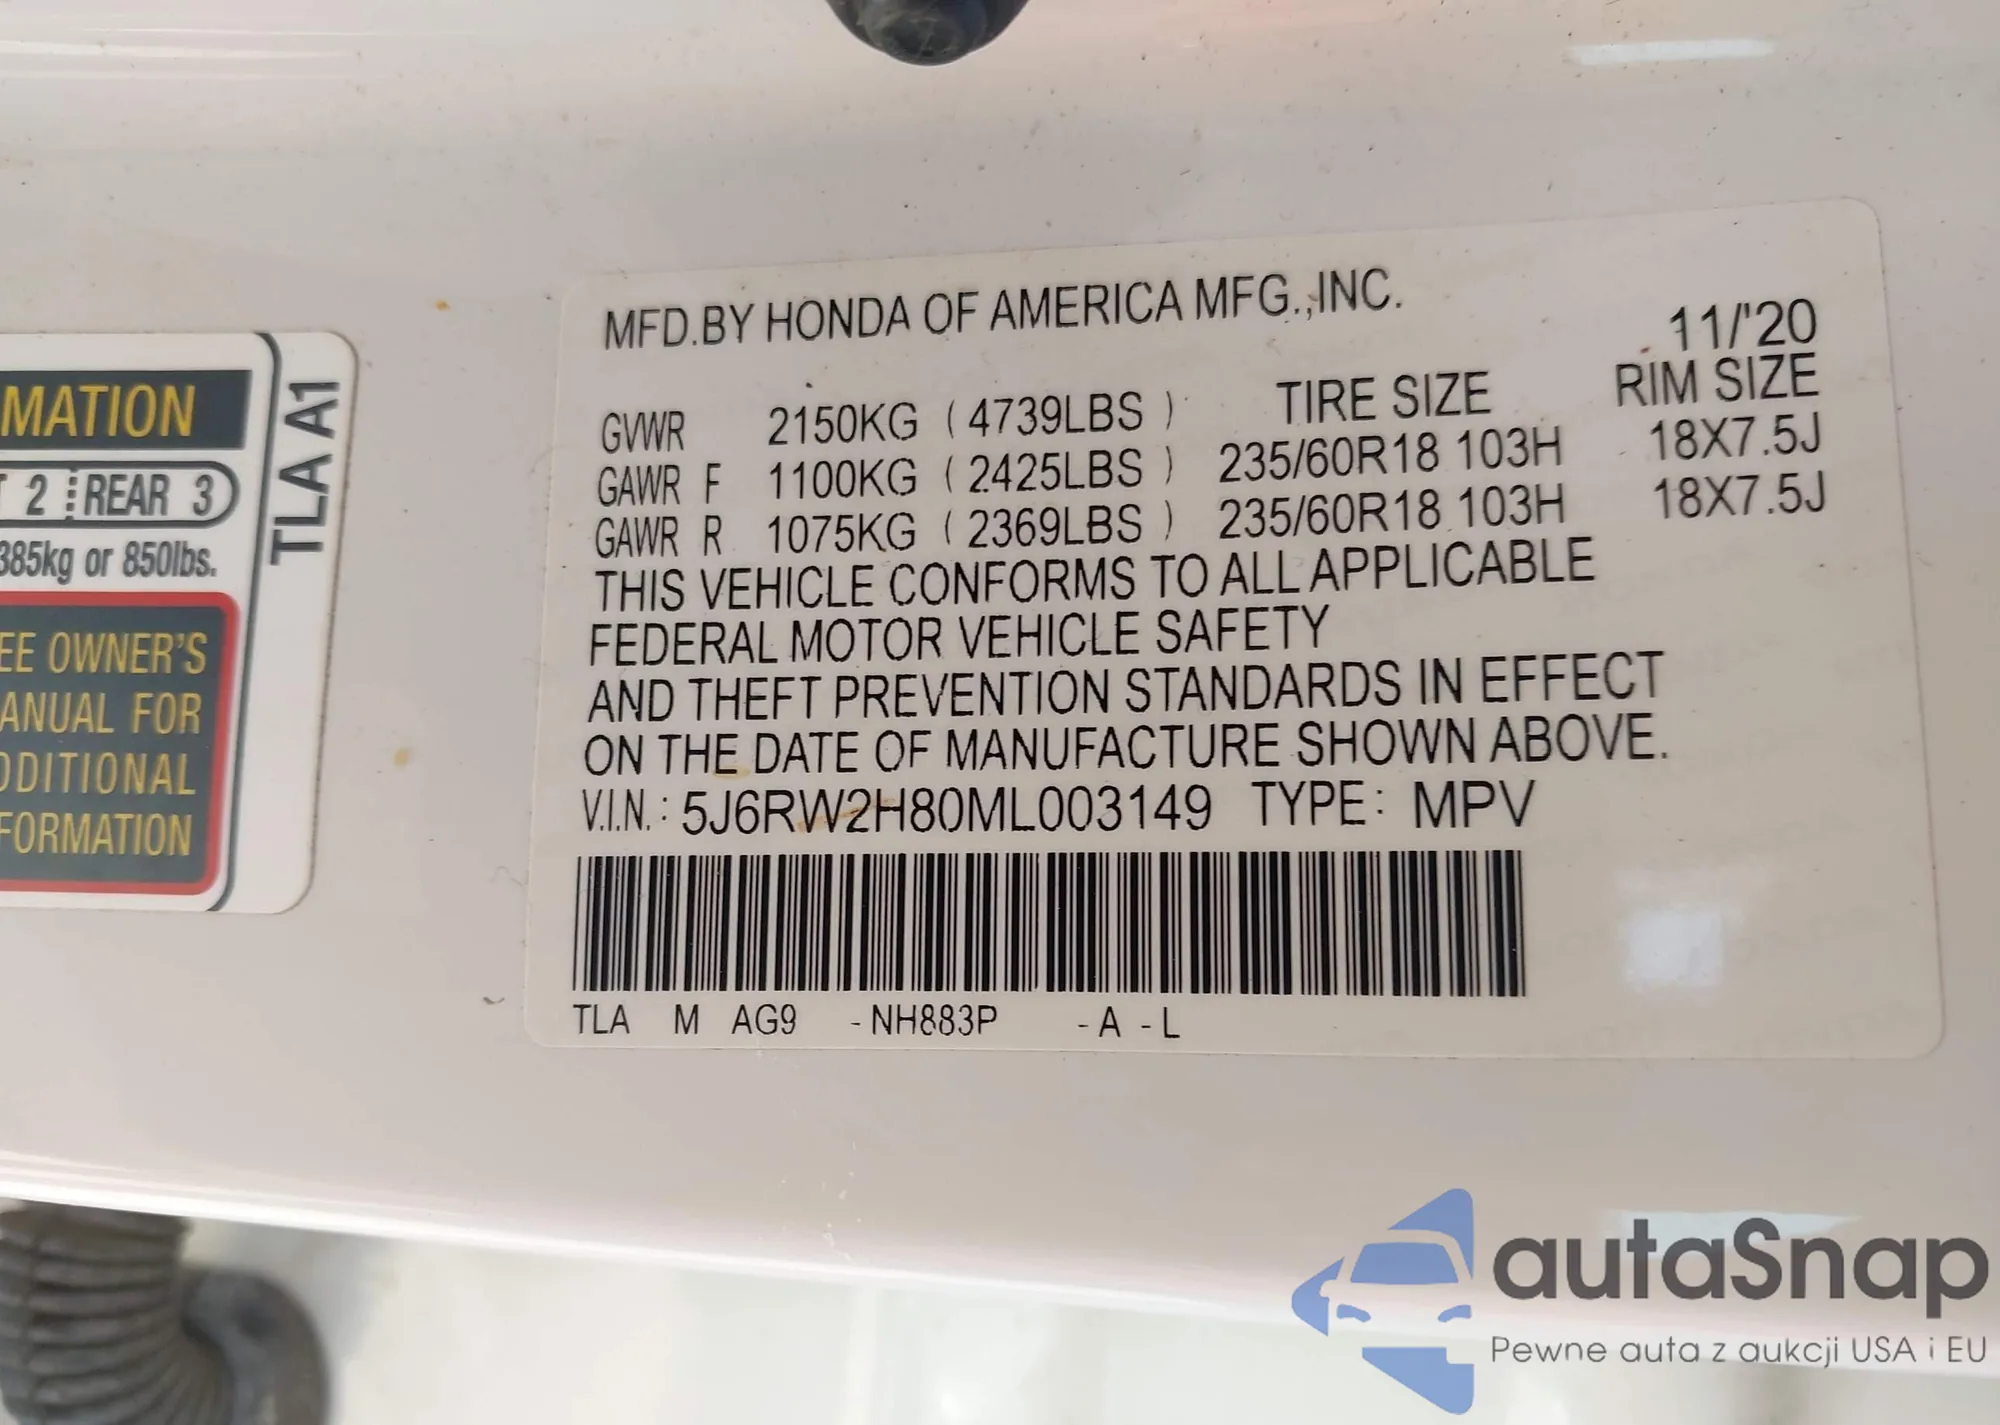 MATION
2 REAR 3
385kg or 850lbs.
EE OWNER'S
ANUAL FOR
DDITIONAL
FORMATION
TLA A1
MFD.BY HONDA OF AMERICA MFG.,INC.
11/'20
GVWR 2150KG (4739LBS) TIRE SIZE RIM SIZE
GAWR F 1100KG (2425LBS) 235/60R18 103H 18X7.5J
GAWR R 1075KG (2369LBS) 235/60R18 103H 18X7.5J
THIS VEHICLE CONFORMS TO ALL APPLICABLE
FEDERAL MOTOR VEHICLE SAFETY
AND THEFT PREVENTION STANDARDS IN EFFECT
ON THE DATE OF MANUFACTURE SHOWN ABOVE.
V.I.N.: 5J6RW2H80ML003149 TYPE: MPV
TLA M AG9 -NH883P -A -L
autaSnap
Pewne auta z aukcji USA i EU